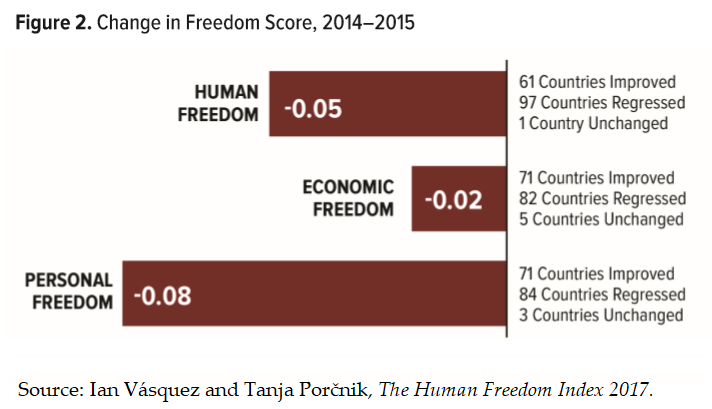 Figure 2. Change in Freedom Score, 2014–2015
HUMAN
FREEDOM
-0.05
61 Countries Improved
97 Countries Regressed
1 Country Unchanged
ECONOMIC
FREEDOM
-0.02
71 Countries Improved
82 Countries Regressed
5 Countries Unchanged
PERSONAL
FREEDOM
-0.08
71 Countries Improved
84 Countries Regressed
3 Countries Unchanged
Source: Ian Vásquez and Tanja Porčnik, The Human Freedom Index 2017.